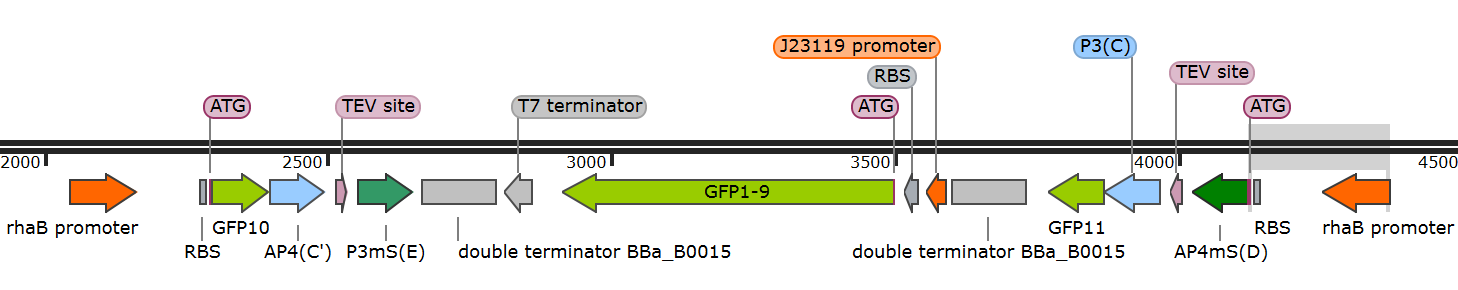 J23119 promoter
P3(C)
RBS
TEV site
ATG
TEV site
T7 terminator
ATG
ATG
2000
2500
3000
3500
4000
4500
GFP1-9
rhaB promoter
GFP10
GFP11
RBS
rhaB promoter
RBS
AP4(C')
P3mS(E)
double terminator BBa_B0015
double terminator BBa_B0015
AP4mS(D)